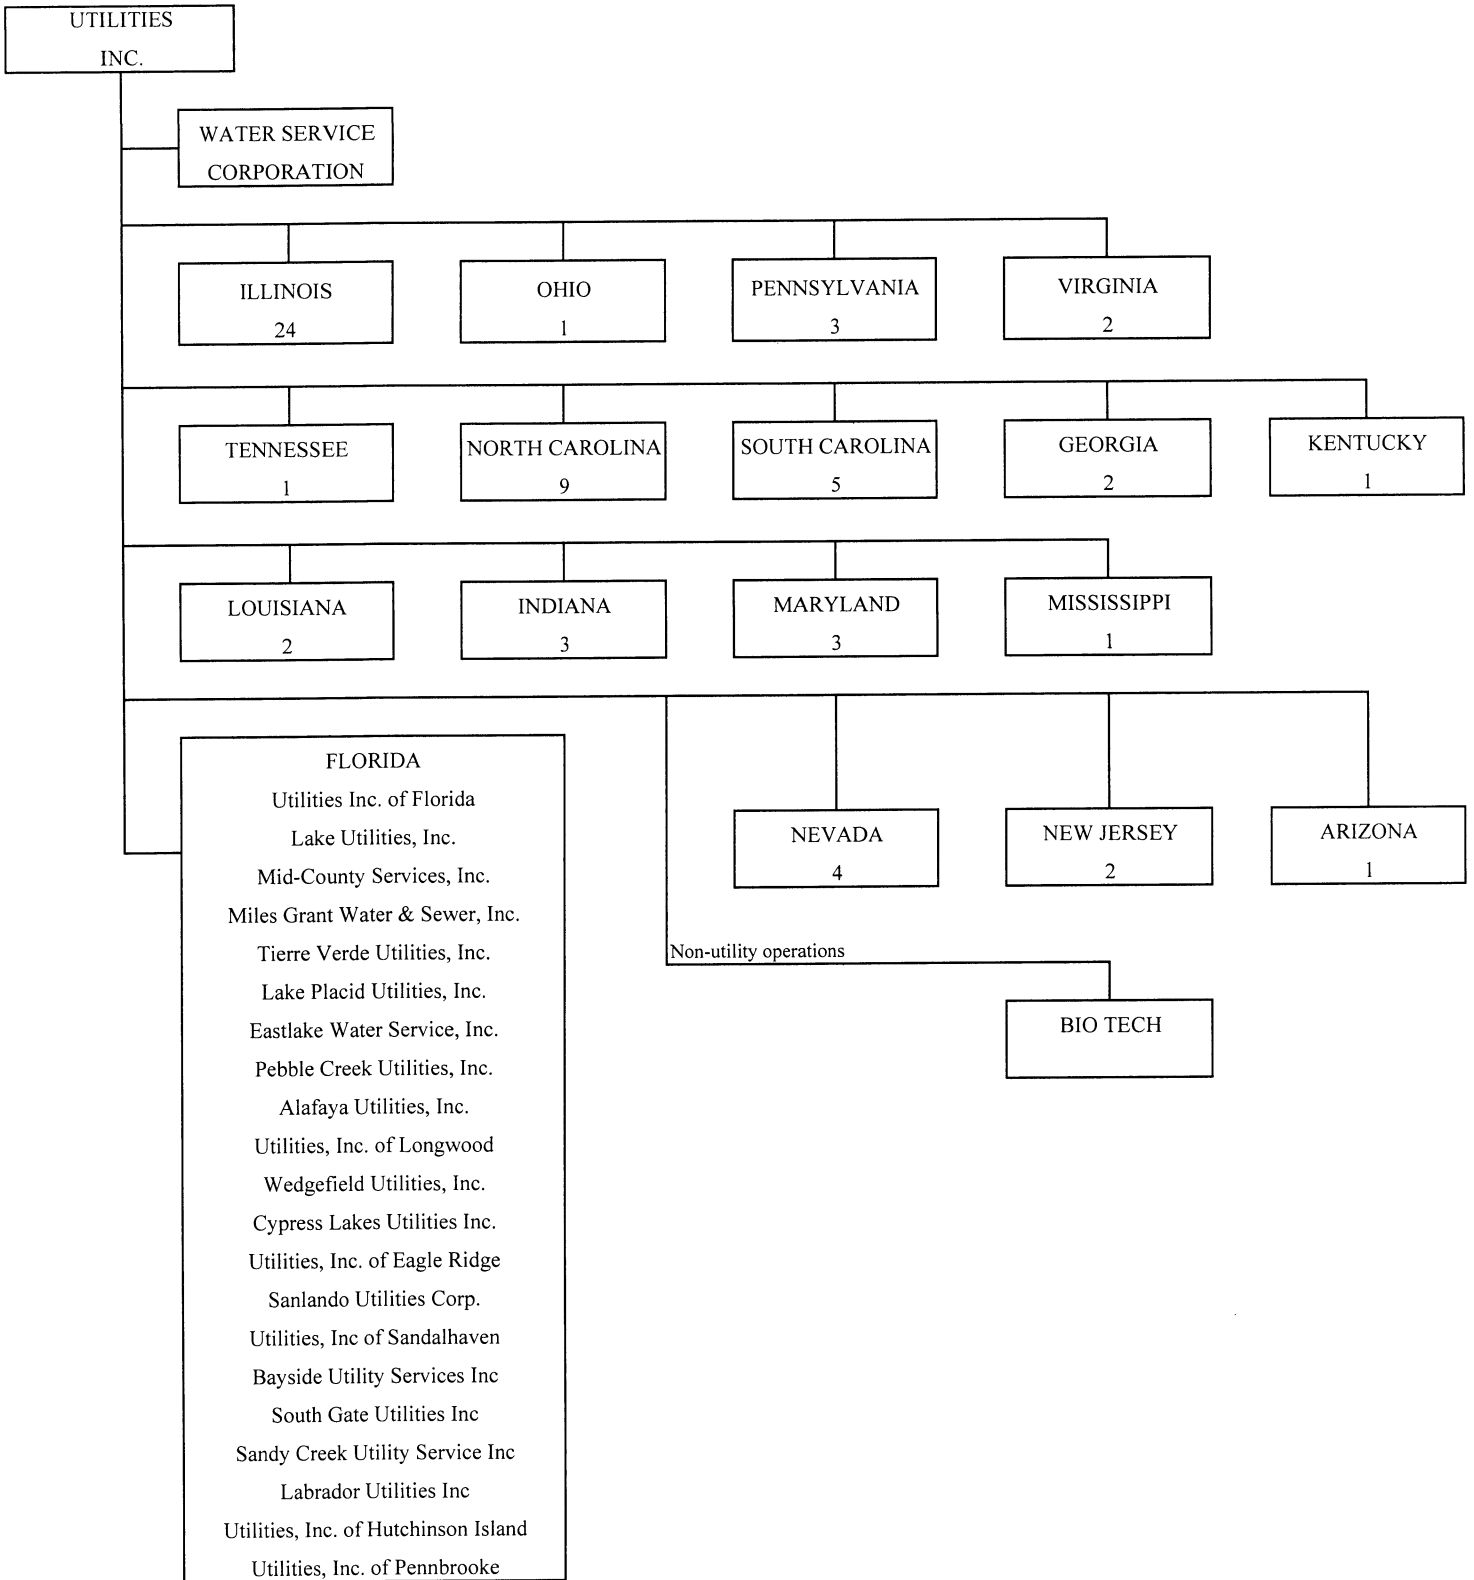 UTILITIES
INC.
WATER SERVICE
CORPORATION
ILLINOIS
24
OHIO
1
PENNSYLVANIA
3
VIRGINIA
2
TENNESSEE
1
NORTH CAROLINA
9
SOUTH CAROLINA
5
GEORGIA
2
KENTUCKY
1
LOUISIANA
2
INDIANA
3
MARYLAND
3
MISSISSIPPI
1
FLORIDA
Utilities Inc. of Florida
Lake Utilities, Inc.
Mid-County Services, Inc.
Miles Grant Water & Sewer, Inc.
Tierre Verde Utilities, Inc.
Lake Placid Utilities, Inc.
Eastlake Water Service, Inc.
Pebble Creek Utilities, Inc.
Alafaya Utilities, Inc.
Utilities, Inc. of Longwood
Wedgefield Utilities, Inc.
Cypress Lakes Utilities Inc.
Utilities, Inc. of Eagle Ridge
Sanlando Utilities Corp.
Utilities, Inc of Sandalhaven
Bayside Utility Services Inc
South Gate Utilities Inc
Sandy Creek Utility Service Inc
Labrador Utilities Inc
Utilities, Inc. of Hutchinson Island
Utilities, Inc. of Pennbrooke
NEVADA
4
NEW JERSEY
2
ARIZONA
1
Non-utility operations
BIO TECH